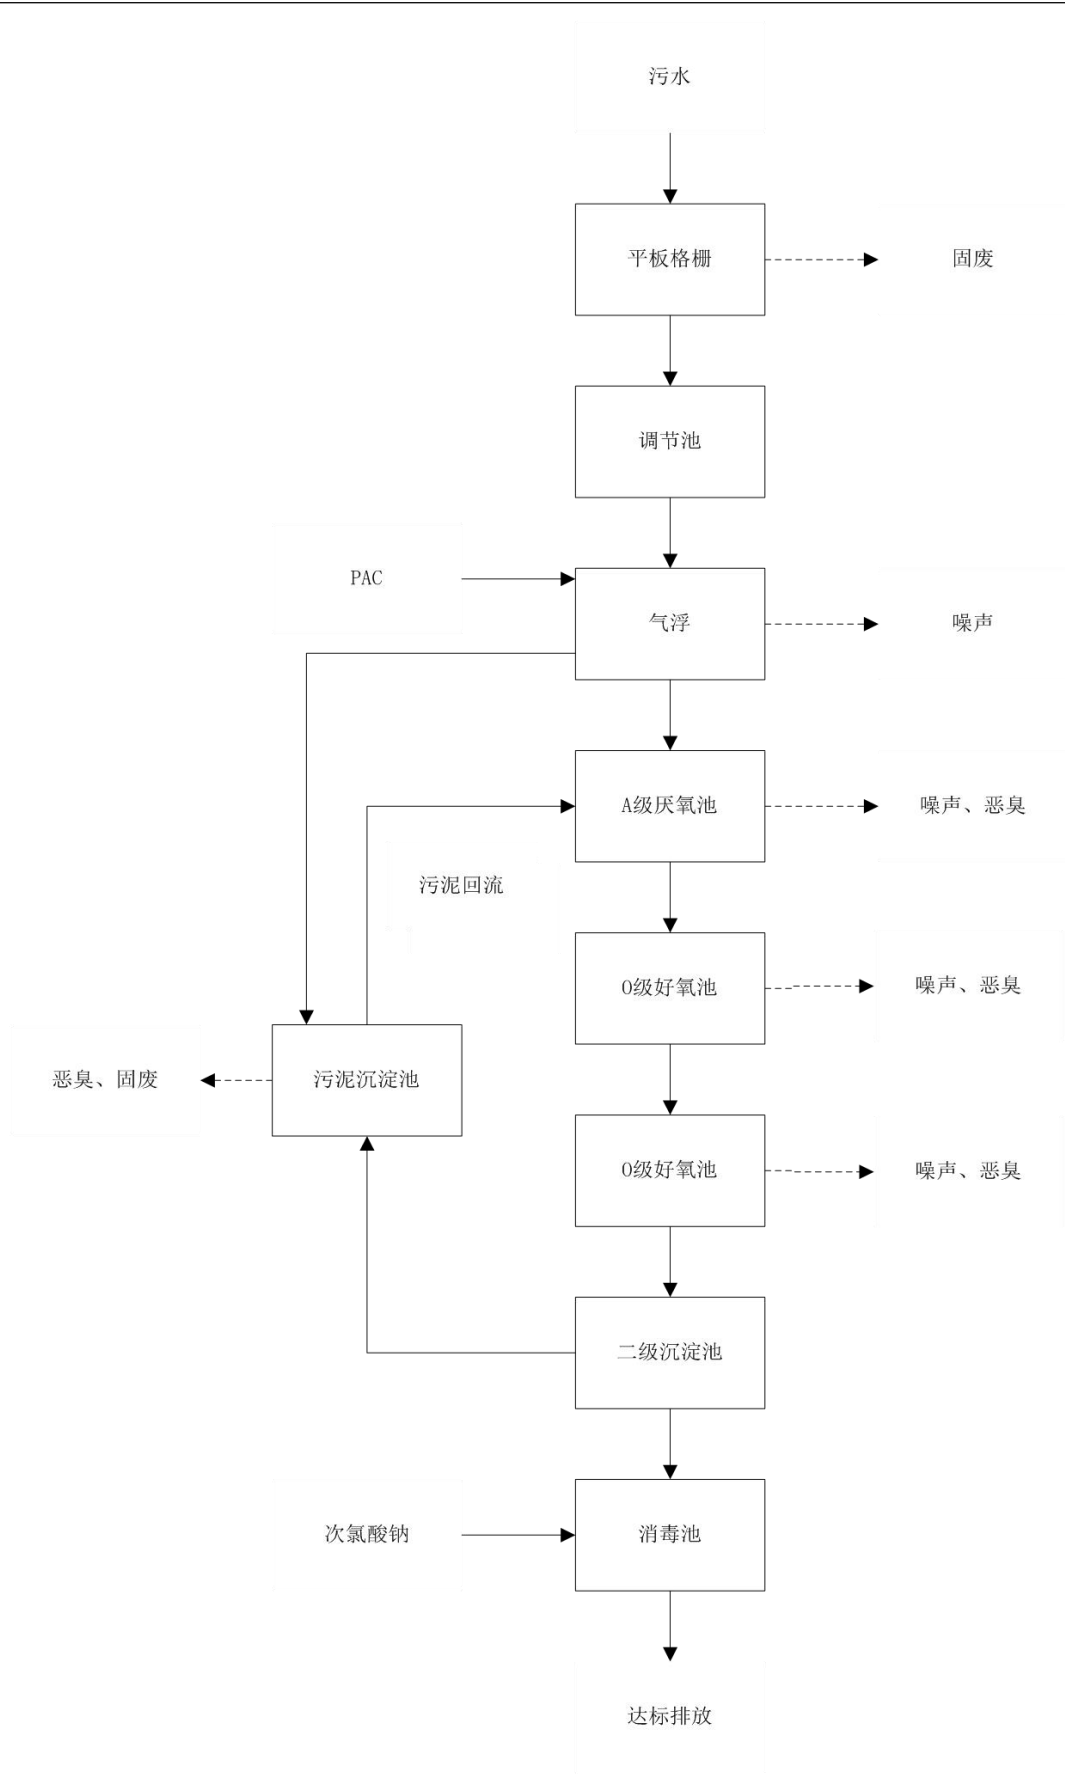 污水
平板格栅
固废
调节池
PAC
气浮
噪声
A级厌氧池
噪声、恶臭
污泥回流
O级好氧池
噪声、恶臭
恶臭、固废
污泥沉淀池
O级好氧池
噪声、恶臭
二级沉淀池
次氯酸钠
消毒池
达标排放